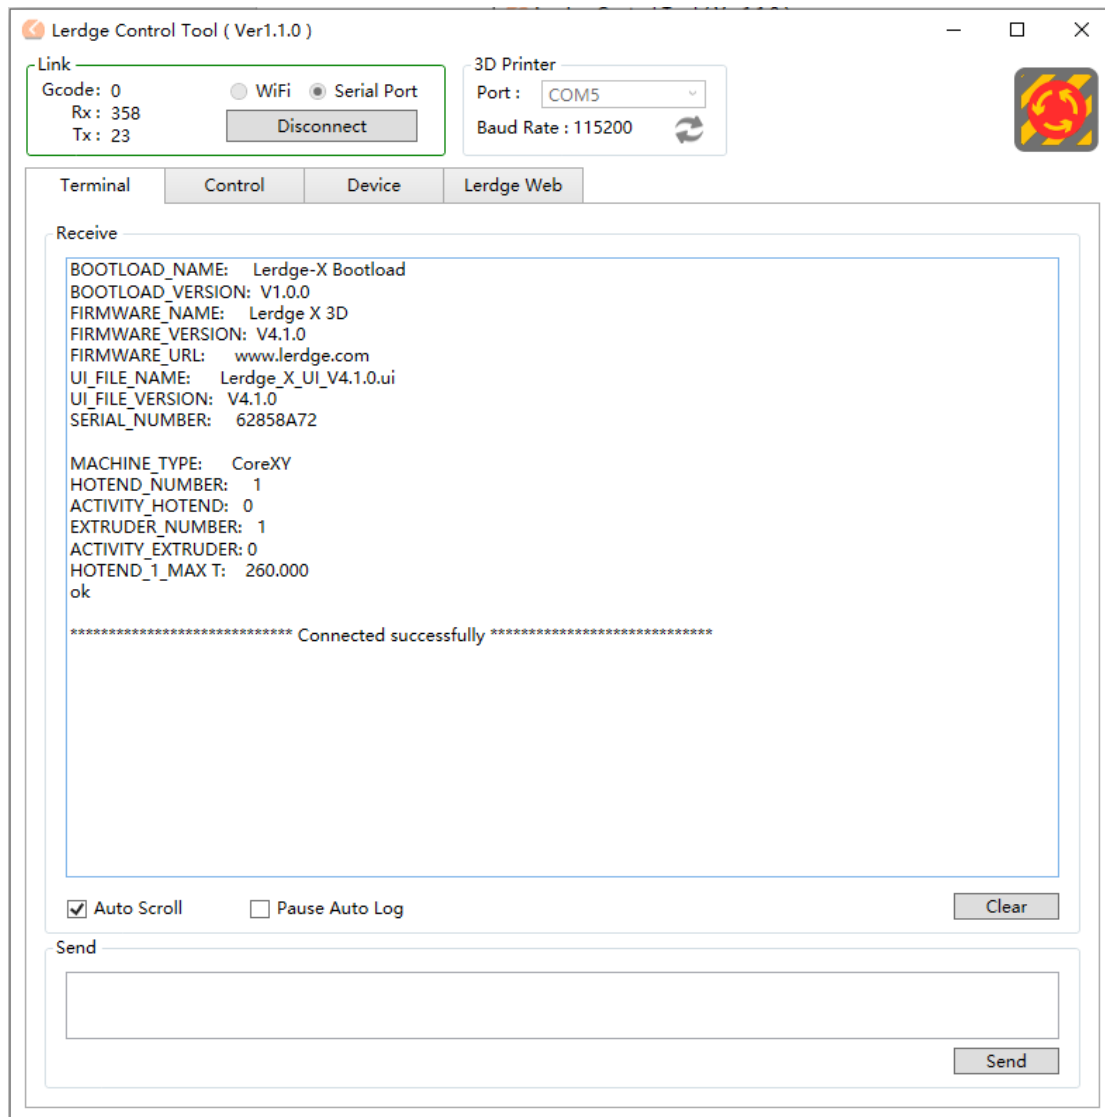 Lerdge Control Tool ( Ver1.1.0 )
Link
Gcode: 0
WiFi
Serial Port
Rx : 358
Tx : 23
Disconnect
3D Printer
Port : COM5
Baud Rate : 115200
Terminal
Control
Device
Lerdge Web
Receive
BOOTLOAD_NAME: Lerdge-X Bootload
BOOTLOAD_VERSION: V1.0.0
FIRMWARE_NAME: Lerdge X 3D
FIRMWARE_VERSION: V4.1.0
FIRMWARE_URL: www.lerdge.com
UI_FILE_NAME: Lerdge_X_UI_V4.1.0.ui
UI_FILE_VERSION: V4.1.0
SERIAL_NUMBER: 62858A72
MACHINE_TYPE: CoreXY
HOTEND_NUMBER: 1
ACTIVITY_HOTEND: 0
EXTRUDER_NUMBER: 1
ACTIVITY_EXTRUDER: 0
HOTEND_1_MAX T: 260.000
ok
***************************** Connected successfully *****************************
Auto Scroll
Pause Auto Log
Clear
Send
Send